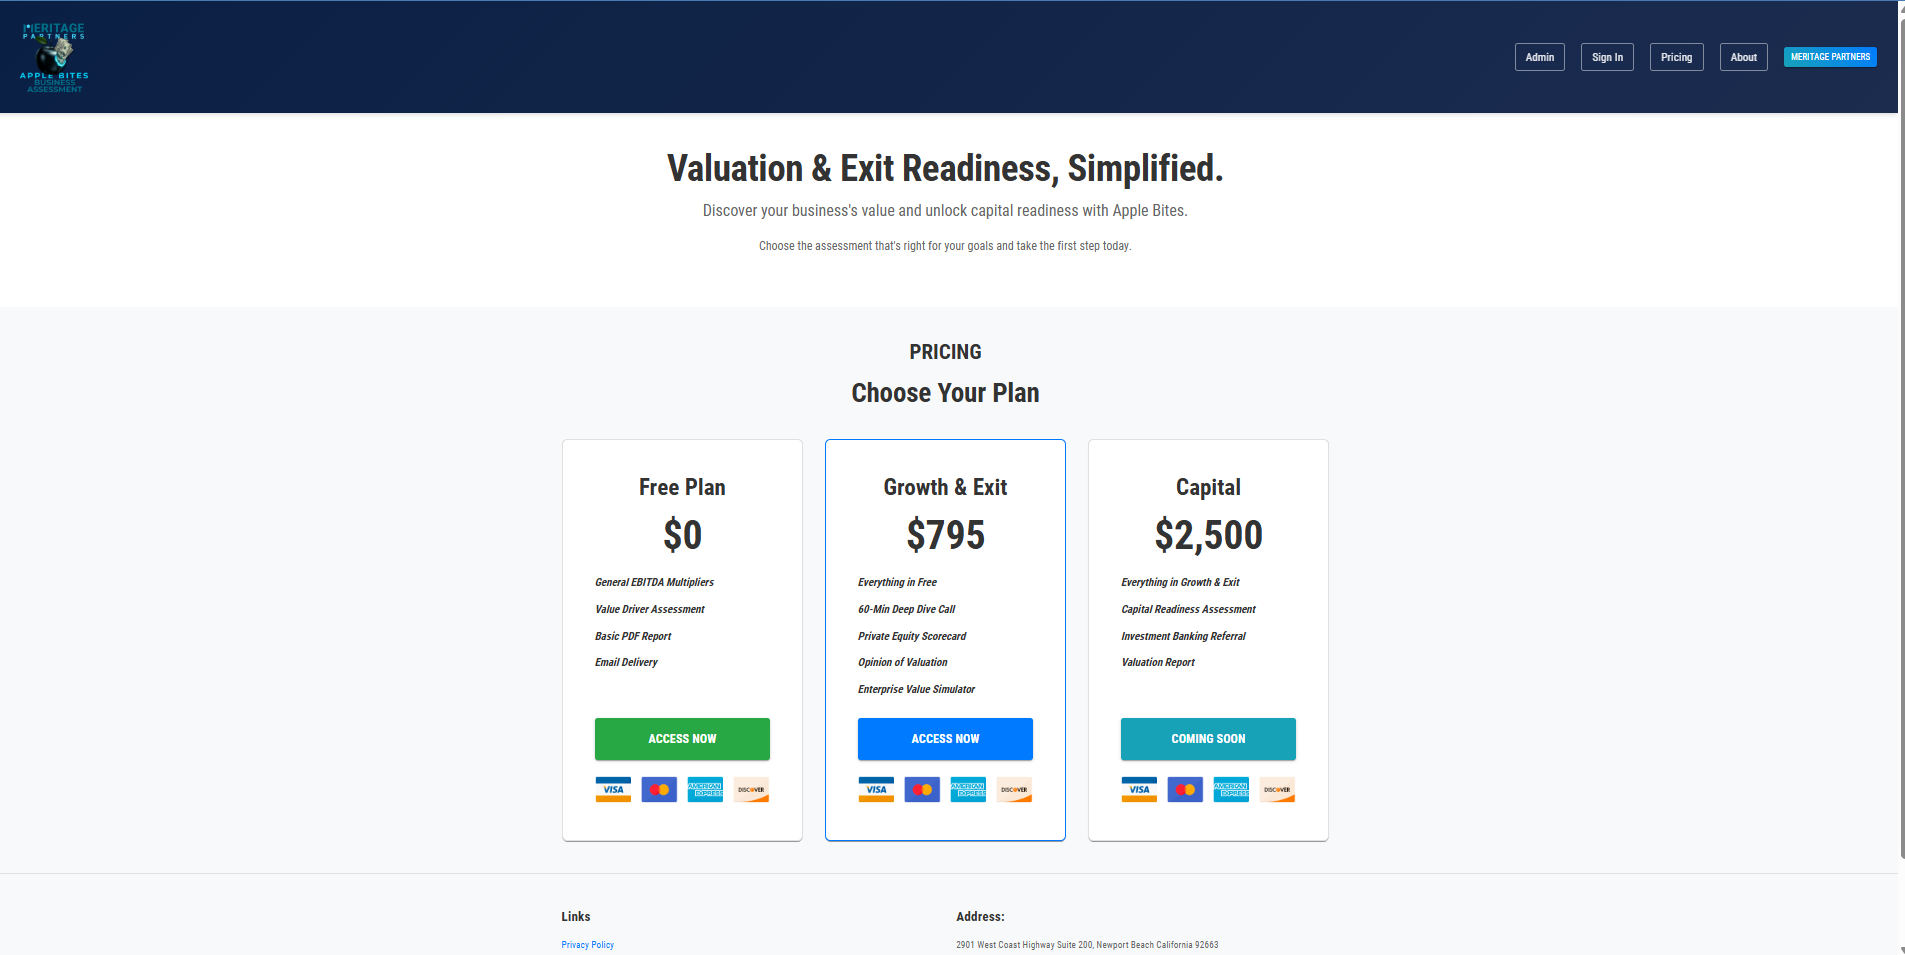 MERITAGE
PARTNERS
APPLE BITES
BUSINESS
ASSESSMENT
Admin
Sign In
Pricing
About
MERITAGE PARTNERS
Valuation & Exit Readiness, Simplified.
Discover your business's value and unlock capital readiness with Apple Bites.
Choose the assessment that's right for your goals and take the first step today.
PRICING
Choose Your Plan
Free Plan
$0
General EBITDA Multipliers
Value Driver Assessment
Basic PDF Report
Email Delivery
ACCESS NOW
VISA
AMERICAN
EXPRESS
DISCOVER
Growth & Exit
$795
Everything in Free
60-Min Deep Dive Call
Private Equity Scorecard
Opinion of Valuation
Enterprise Value Simulator
ACCESS NOW
VISA
AMERICAN
EXPRESS
DISCOVER
Capital
$2,500
Everything in Growth & Exit
Capital Readiness Assessment
Investment Banking Referral
Valuation Report
COMING SOON
VISA
AMERICAN
EXPRESS
DISCOVER
Links
Privacy Policy
Address:
2901 West Coast Highway Suite 200, Newport Beach California 92663